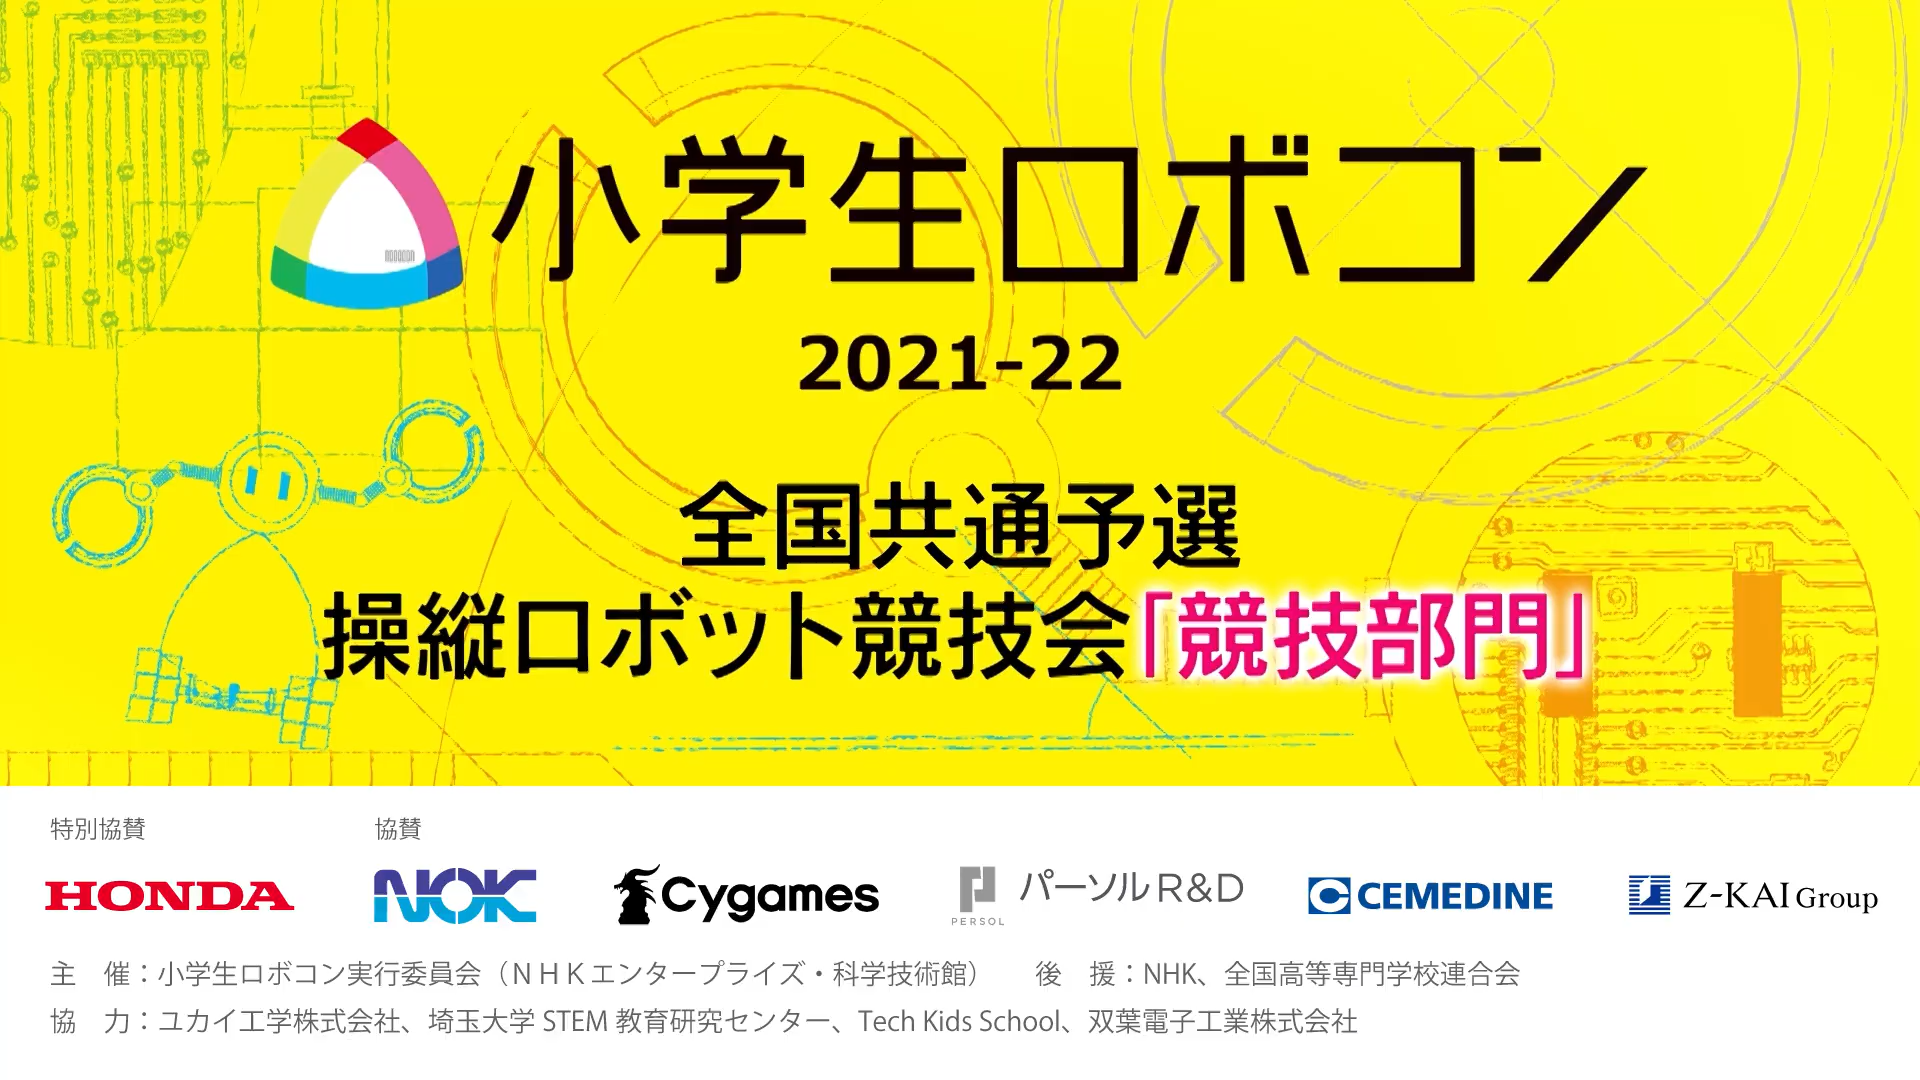 小学生ロボコン
2021-22
全国共通予選
操縦ロボット競技会「競技部門」
特別協賛 協賛
HONDA NOK Cygames PERSOL パーソルR&D CEMEDINE Z-KAI Group
主 催：小学生ロボコン実行委員会（NHKエンタープライズ・科学技術館） 後 援：NHK、全国高等専門学校連合会
協 力：ユカイ工学株式会社、埼玉大学 STEM 教育研究センター、Tech Kids School、双葉電子工業株式会社